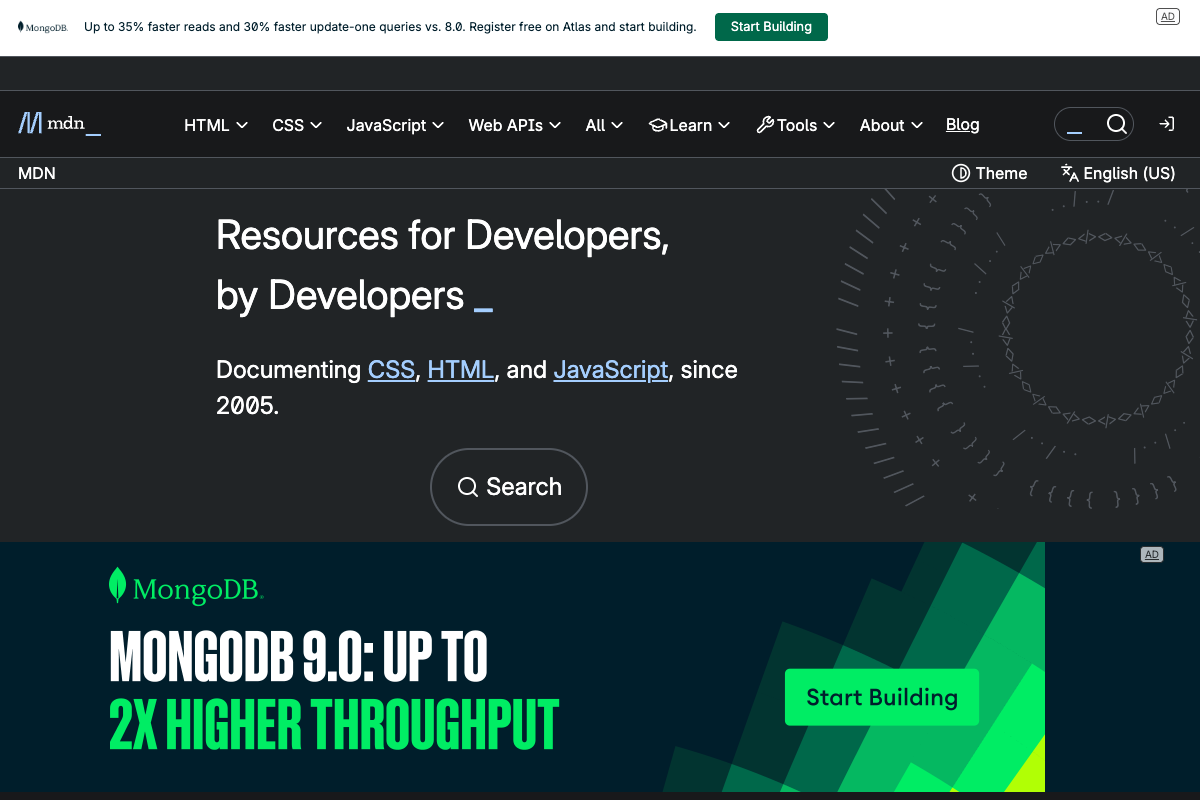 MongoDB.
Up to 35% faster reads and 30% faster update-one queries vs. 8.0. Register free on Atlas and start building.
Start Building
AD
mdn_
HTML
CSS
JavaScript
Web APIs
All
Learn
Tools
About
Blog
_
MDN
Theme
English (US)
Resources for Developers,
by Developers _
Documenting CSS, HTML, and JavaScript, since
2005.
Search
AD
MongoDB.
MONGODB 9.0: UP TO
2X HIGHER THROUGHPUT
Start Building